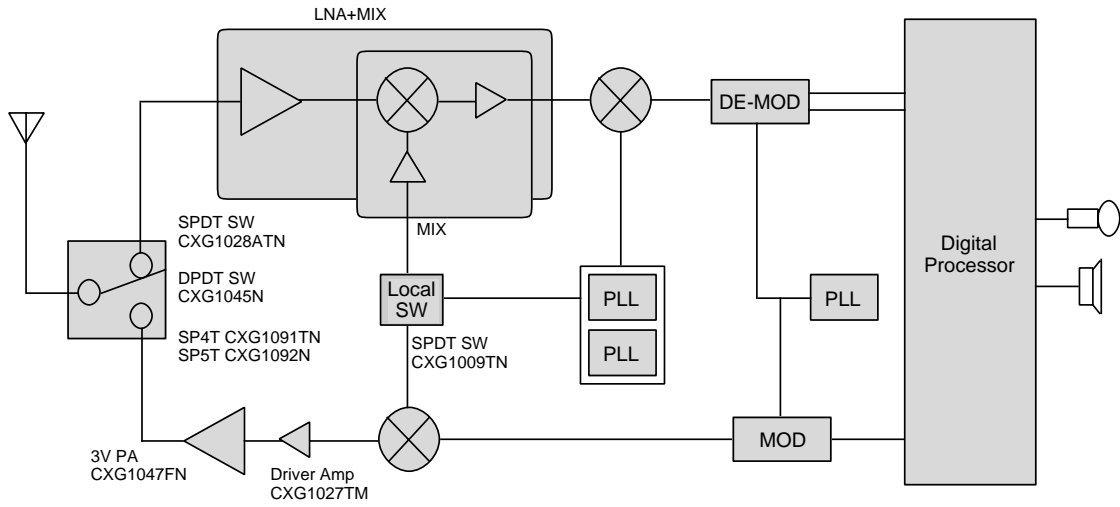 LNA+MIX
DE-MOD
SPDT SW
CXG1028ATN
MIX
DPDT SW
CXG1045N
Local
SW
PLL
PLL
PLL
Digital
Processor
SP4T CXG1091TN
SP5T CXG1092N
SPDT SW
CXG1009TN
MOD
3V PA
CXG1047FN
Driver Amp
CXG1027TM